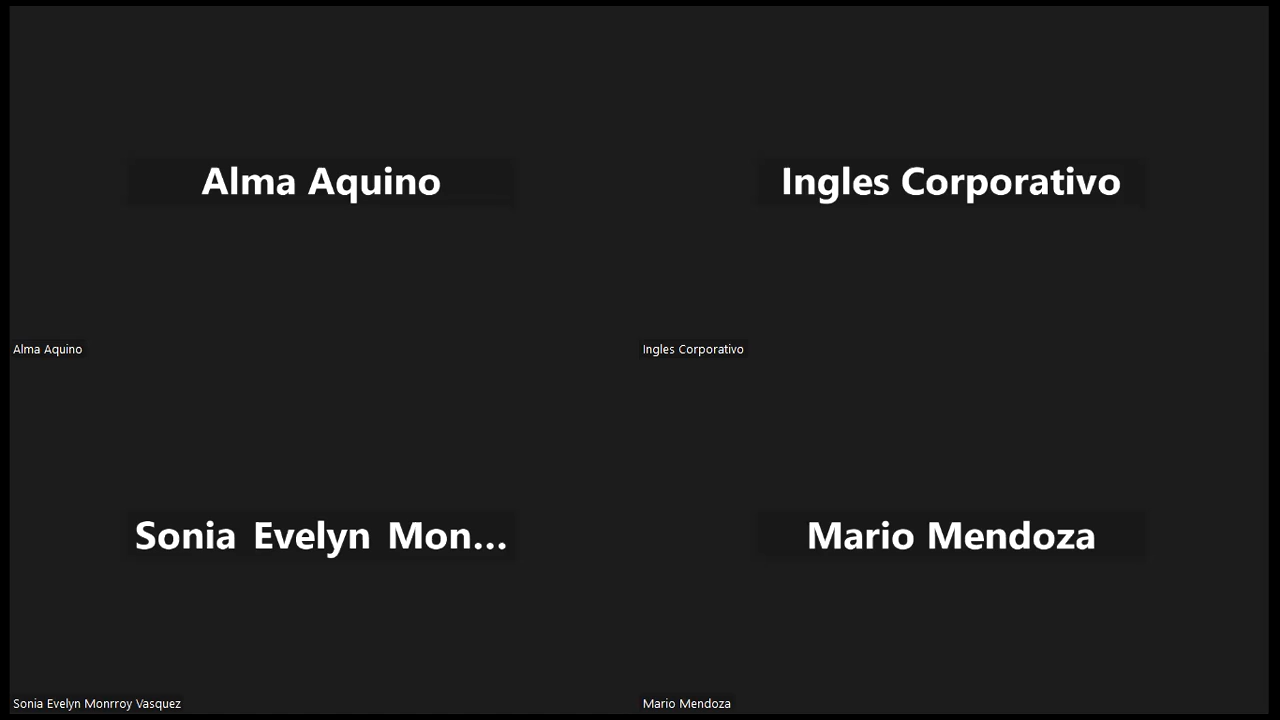 Alma Aquino
Ingles Corporativo
Alma Aquino
Ingles Corporativo
Sonia Evelyn Mon...
Mario Mendoza
Sonia Evelyn Monrroy Vasquez
Mario Mendoza